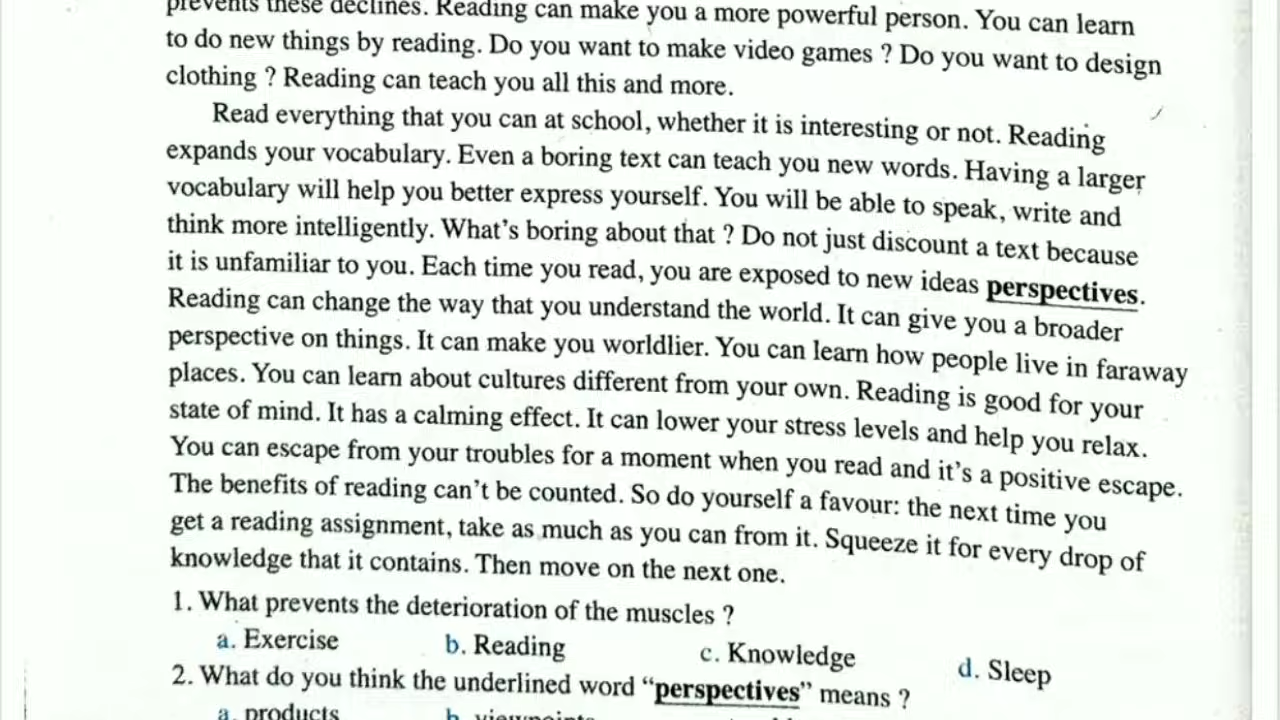 prevents these declines. Reading can make you a more powerful person. You can learn
to do new things by reading. Do you want to make video games ? Do you want to design
clothing ? Reading can teach you all this and more.
Read everything that you can at school, whether it is interesting or not. Reading
expands your vocabulary. Even a boring text can teach you new words. Having a larger
vocabulary will help you better express yourself. You will be able to speak, write and
think more intelligently. What's boring about that ? Do not just discount a text because
it is unfamiliar to you. Each time you read, you are exposed to new ideas perspectives.
Reading can change the way that you understand the world. It can give you a broader
perspective on things. It can make you worldlier. You can learn how people live in faraway
places. You can learn about cultures different from your own. Reading is good for your
state of mind. It has a calming effect. It can lower your stress levels and help you relax.
You can escape from your troubles for a moment when you read and it's a positive escape.
The benefits of reading can't be counted. So do yourself a favour: the next time you
get a reading assignment, take as much as you can from it. Squeeze it for every drop of
knowledge that it contains. Then move on the next one.
1. What prevents the deterioration of the muscles ?
a. Exercise b. Reading c. Knowledge d. Sleep
2. What do you think the underlined word "perspectives" means ?
a. products b. viewpoints